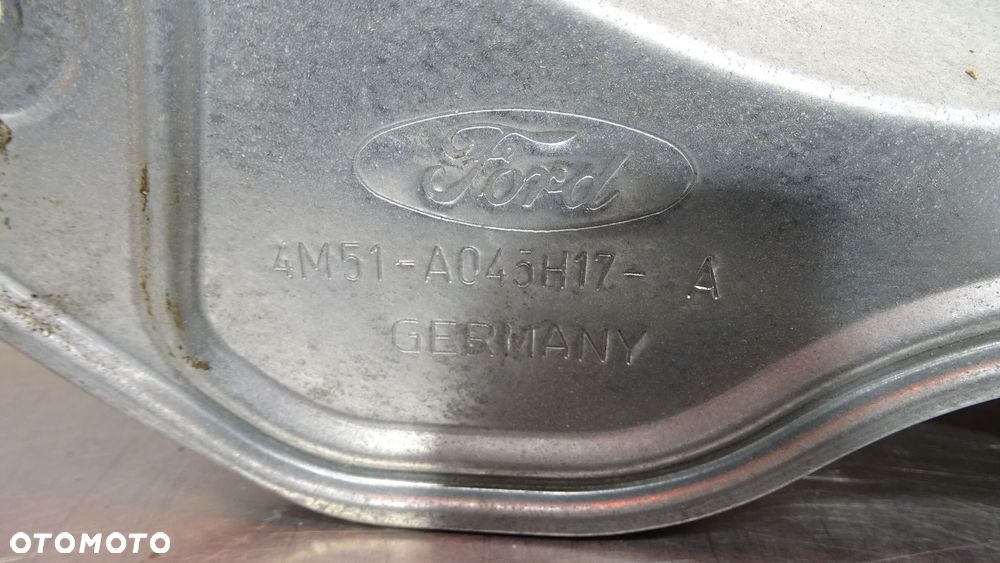 Ford
4M51-A045H17- A
GERMANY
OTOMOTO